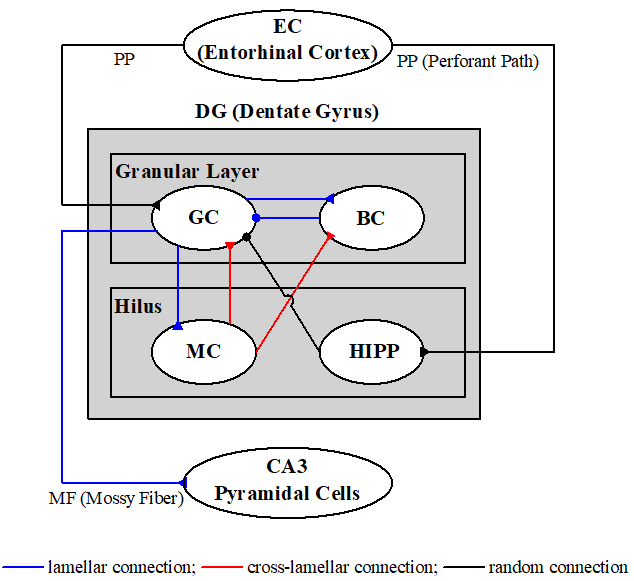 EC
(Entorhinal Cortex)
PP
PP (Perforant Path)
DG (Dentate Gyrus)
Granular Layer
GC
BC
Hilus
MC
HIPP
CA3
Pyramidal Cells
MF (Mossy Fiber)
lamellar connection; cross-lamellar connection; random connection